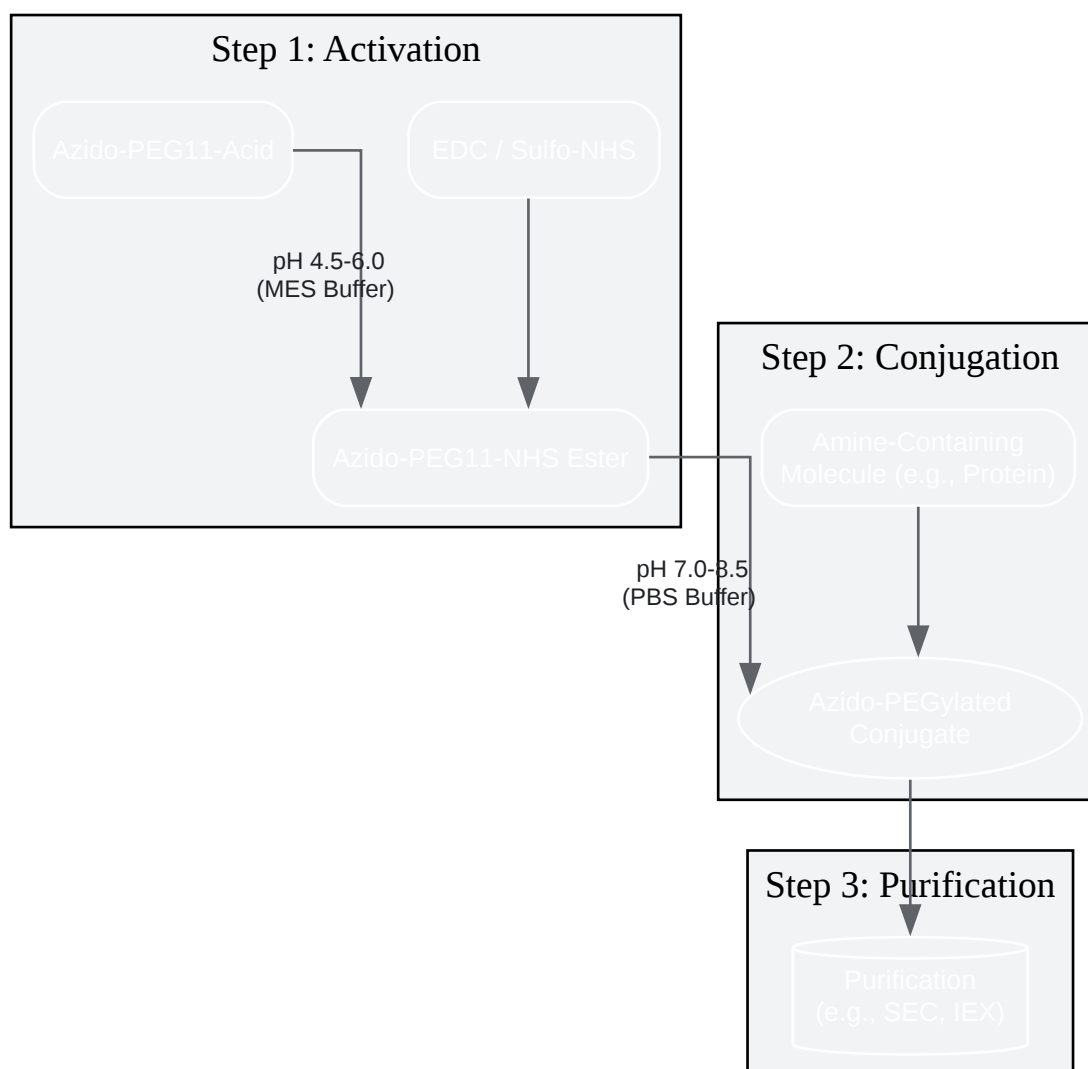 Step 1: Activation
Azido-PEG11-Acid
EDC / Sulfo-NHS
pH 4.5-6.0
(MES Buffer)
Azido-PEG11-NHS Ester
Step 2: Conjugation
Amine-Containing
Molecule (e.g., Protein)
pH 7.0-8.5
(PBS Buffer)
Azido-PEGylated
Conjugate
Step 3: Purification
Purification
(e.g., SEC, IEX)